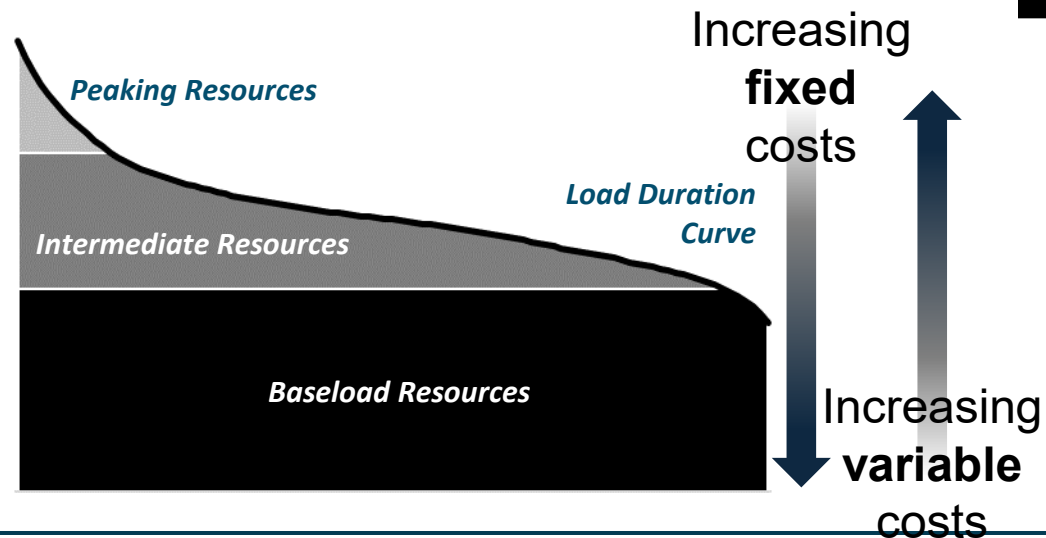 Increasing
fixed
costs
Peaking Resources
Load Duration
Curve
Intermediate Resources
Baseload Resources
Increasing
variable
costs